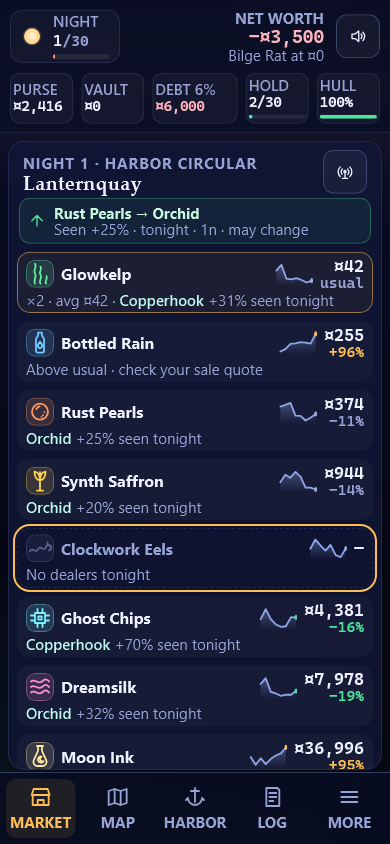 NIGHT
1/30
NET WORTH
−¤3,500
Bilge Rat at ¤0
PURSE
¤2,416
VAULT
¤0
DEBT 6%
¤6,000
HOLD
2/30
HULL
100%
NIGHT 1 · HARBOR CIRCULAR
Lanternquay
Rust Pearls → Orchid
Seen +25% · tonight · 1n · may change
Glowkelp
¤42
usual
×2 · avg ¤42 · Copperhook +31% seen tonight
Bottled Rain
¤255
+96%
Above usual · check your sale quote
Rust Pearls
¤374
−11%
Orchid +25% seen tonight
Synth Saffron
¤944
−14%
Orchid +20% seen tonight
Clockwork Eels
–
No dealers tonight
Ghost Chips
¤4,381
−16%
Copperhook +70% seen tonight
Dreamsilk
¤7,978
−19%
Orchid +32% seen tonight
Moon Ink
¤36,996
+95%
MARKET
MAP
HARBOR
LOG
MORE